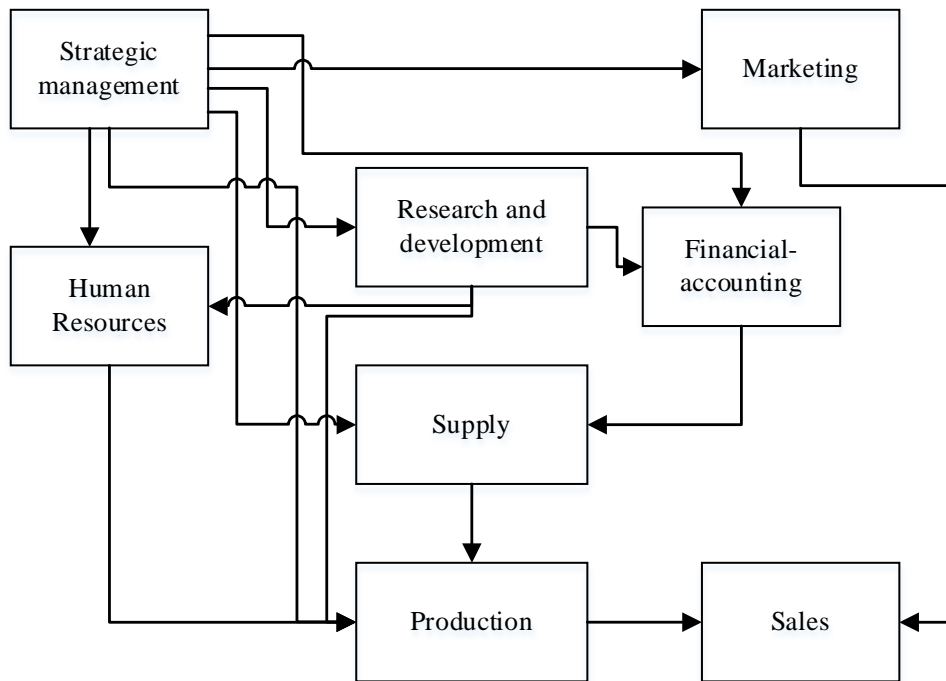 Strategic
management
Marketing
Research and
development
Financial-
accounting
Human
Resources
Supply
Production
Sales